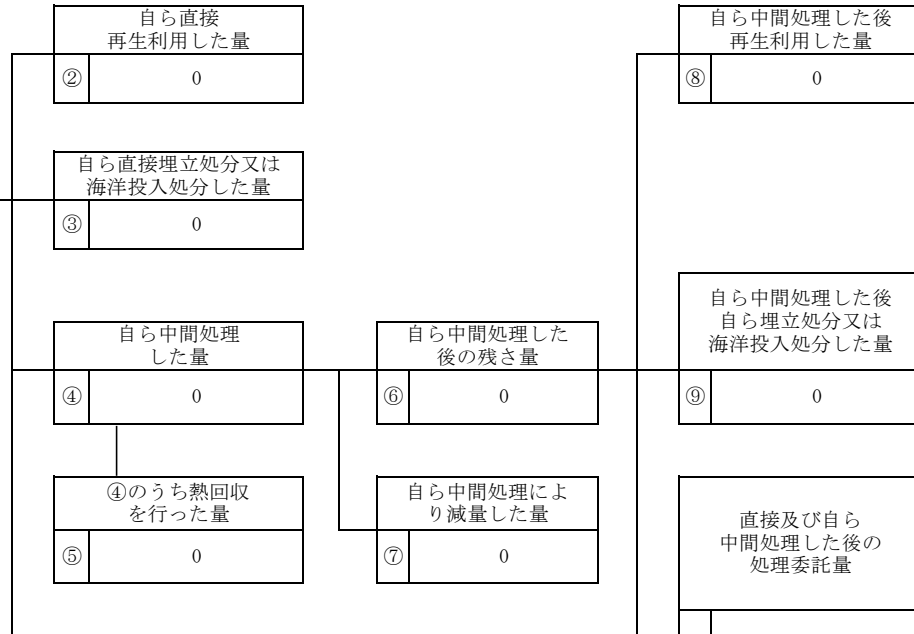 自ら直接
再生利用した量
② 0
自ら中間処理した後
再生利用した量
⑧ 0
自ら直接埋立処分又は
海洋投入処分した量
③ 0
自ら中間処理した後
自ら埋立処分又は
海洋投入処分した量
⑨ 0
自ら中間処理
した量
④ 0
自ら中間処理した
後の残さ量
⑥ 0
④のうち熱回収
を行った量
⑤ 0
自ら中間処理によ
り減量した量
⑦ 0
直接及び自ら
中間処理した後の
処理委託量